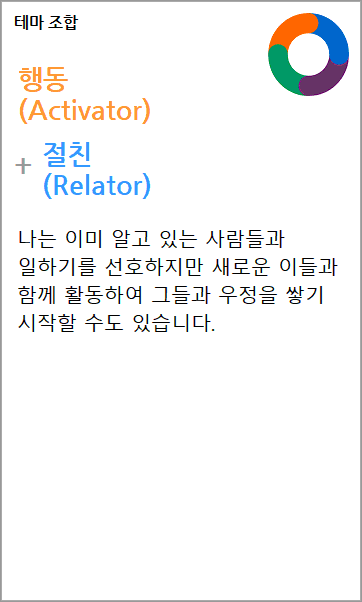 테마 조합
행동
(Activator)
+ 절친
(Relator)
나는 이미 알고 있는 사람들과
일하기를 선호하지만 새로운 이들과
함께 활동하여 그들과 우정을 쌓기
시작할 수도 있습니다.